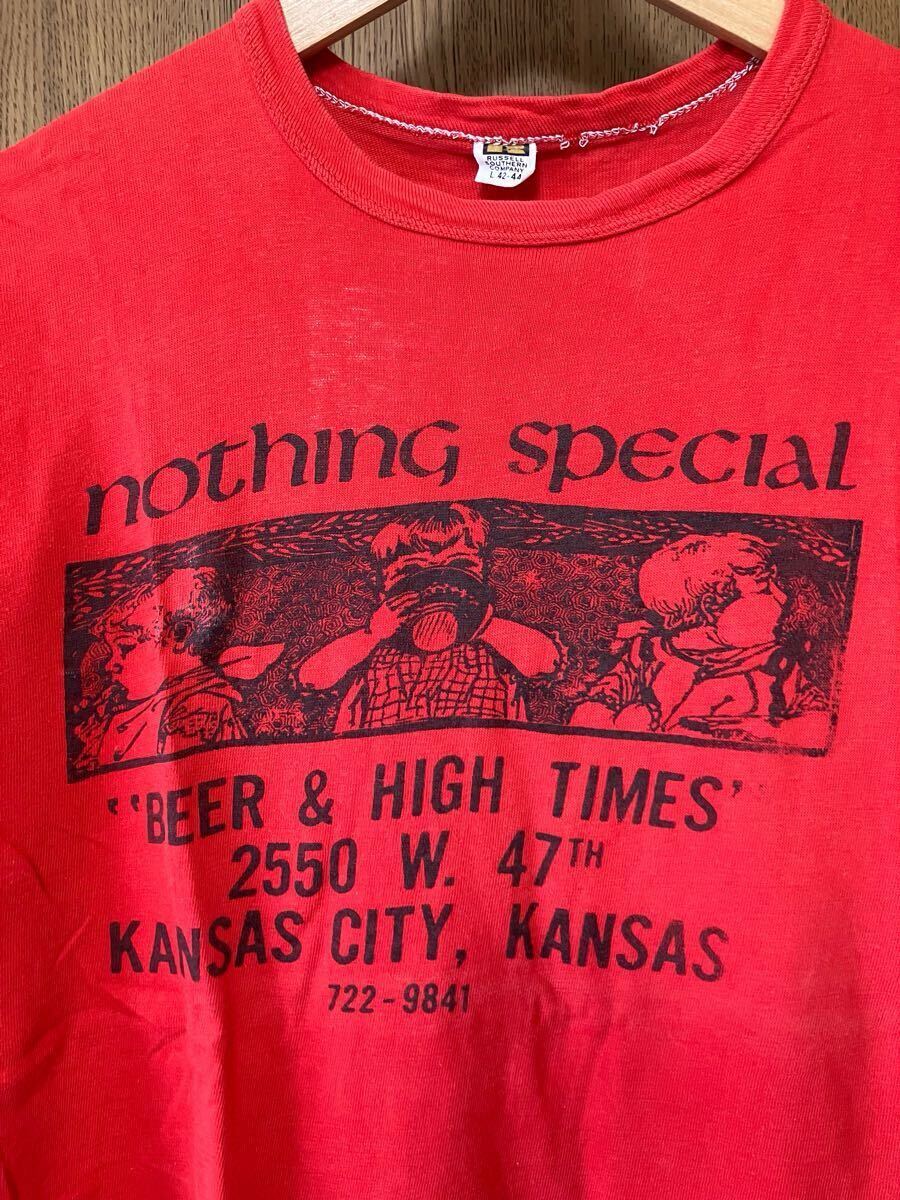 RUSSELL
SOUTHERN
COMPANY
L 42-44
nothing special
"BEER & HIGH TIMES"
2550 W. 47TH
KANSAS CITY, KANSAS
722-9841